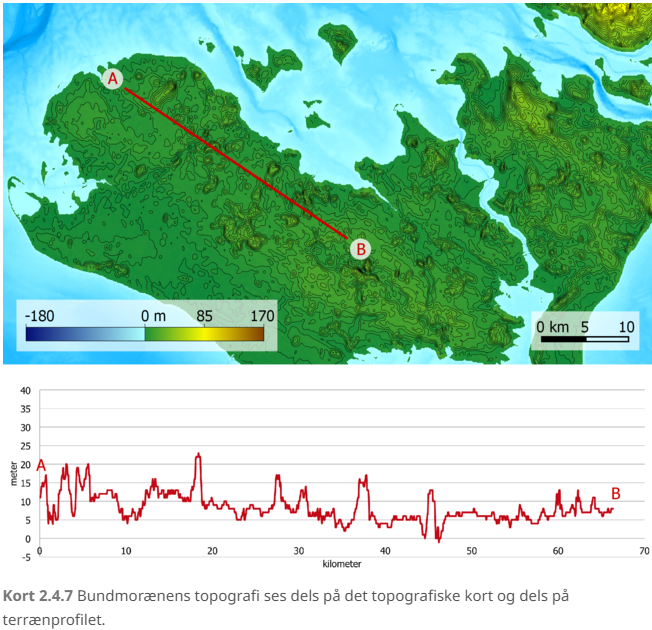 A
B
-180 0 m 85 170
0 km 5 10
40
35
30
25
20
15
10
5
0
-5
meter
A
B
0 10 20 30 40 50 60 70
kilometer
Kort 2.4.7 Bundmorænens topografi ses dels på det topografiske kort og dels på
terrænprofilet.